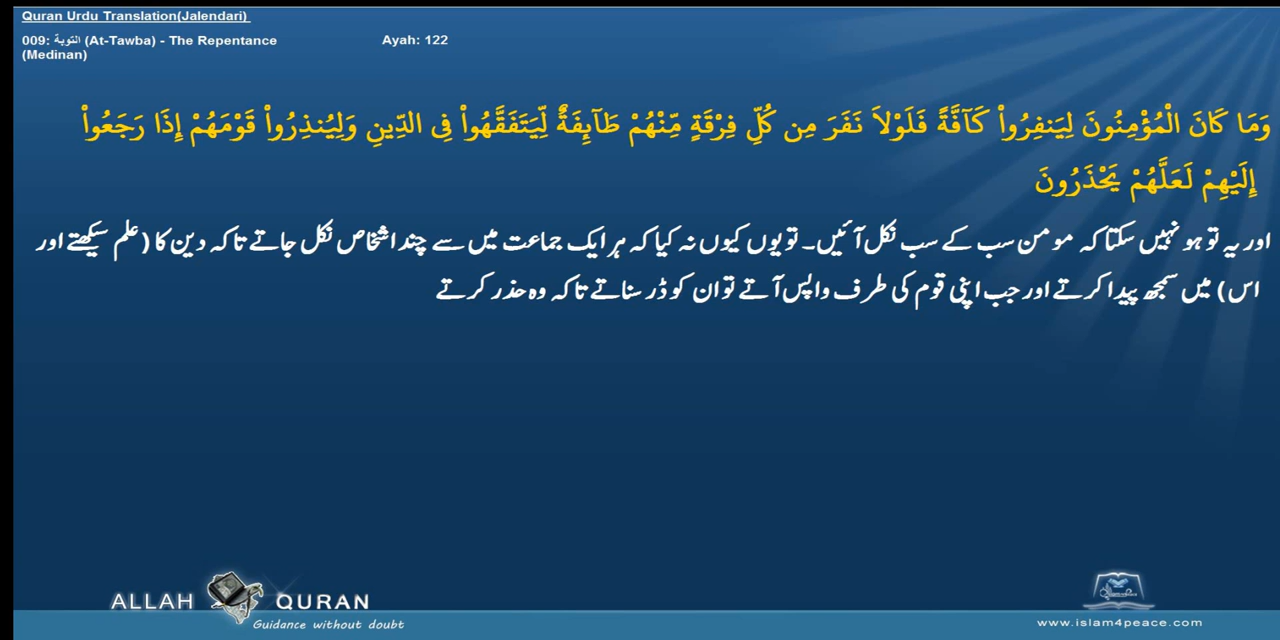 Quran Urdu Translation(Jalendari)
009: التوبة (At-Tawba) - The Repentance
(Medinan)
Ayah: 122
وَمَا كَانَ الْمُؤْمِنُونَ لِيَنفِرُواْ كَآفَّةً فَلَوْلاَ نَفَرَ مِن كُلِّ فِرْقَةٍ مِّنْهُمْ طَآئِفَةٌ لِّيَتَفَقَّهُواْ فِي الدِّينِ وَلِيُنذِرُواْ قَوْمَهُمْ إِذَا رَجَعُواْ
إِلَيْهِمْ لَعَلَّهُمْ يَحْذَرُونَ
اور یہ تو ہو نہیں سکتا کہ مومن سب کے سب نکل آئیں۔ تو یوں کیوں نہ کیا کہ ہر ایک جماعت میں سے چند اشخاص نکل جاتے تاکہ دین کا (علم سیکھتے اور
اس) میں سمجھ پیدا کرتے اور جب اپنی قوم کی طرف واپس آتے تو ان کو ڈر سناتے تاکہ وہ حذر کرتے
ALLAH QURAN
Guidance without doubt
www.islam4peace.com